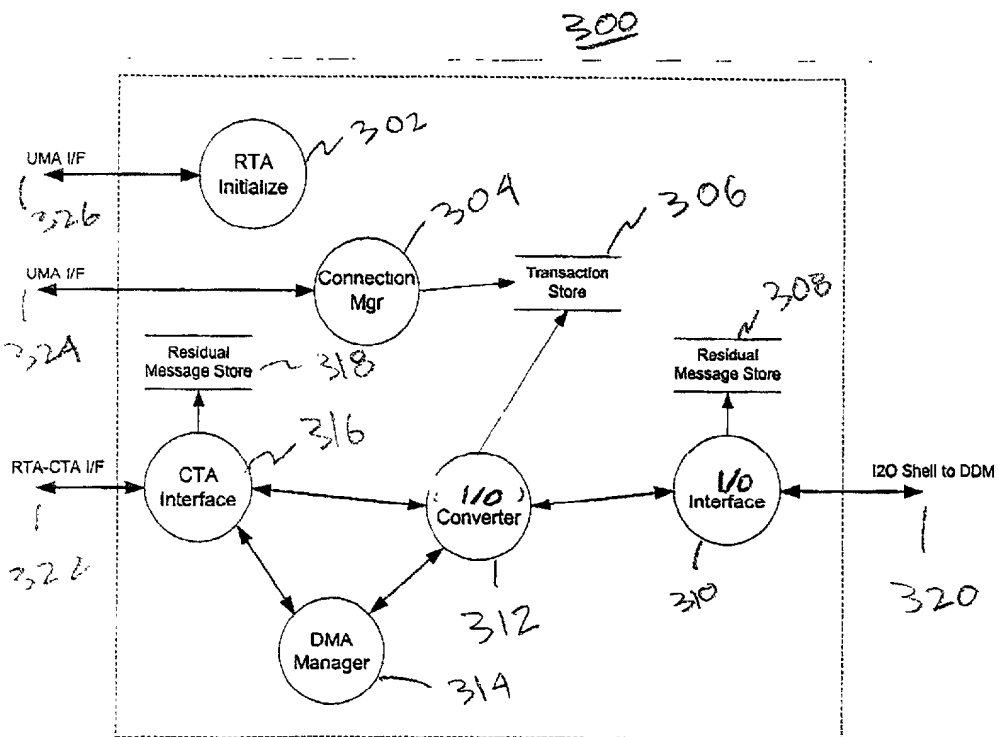 300
302
UMA I/F
RTA
Initialize
326
304
306
UMA I/F
Connection
Mgr
Transaction
Store
308
324
Residual
Message Store
318
Residual
Message Store
316
RTA-CTA I/F
CTA
Interface
I/O
Converter
I/O
Interface
I2O Shell to DDM
322
312
310
320
DMA
Manager
314